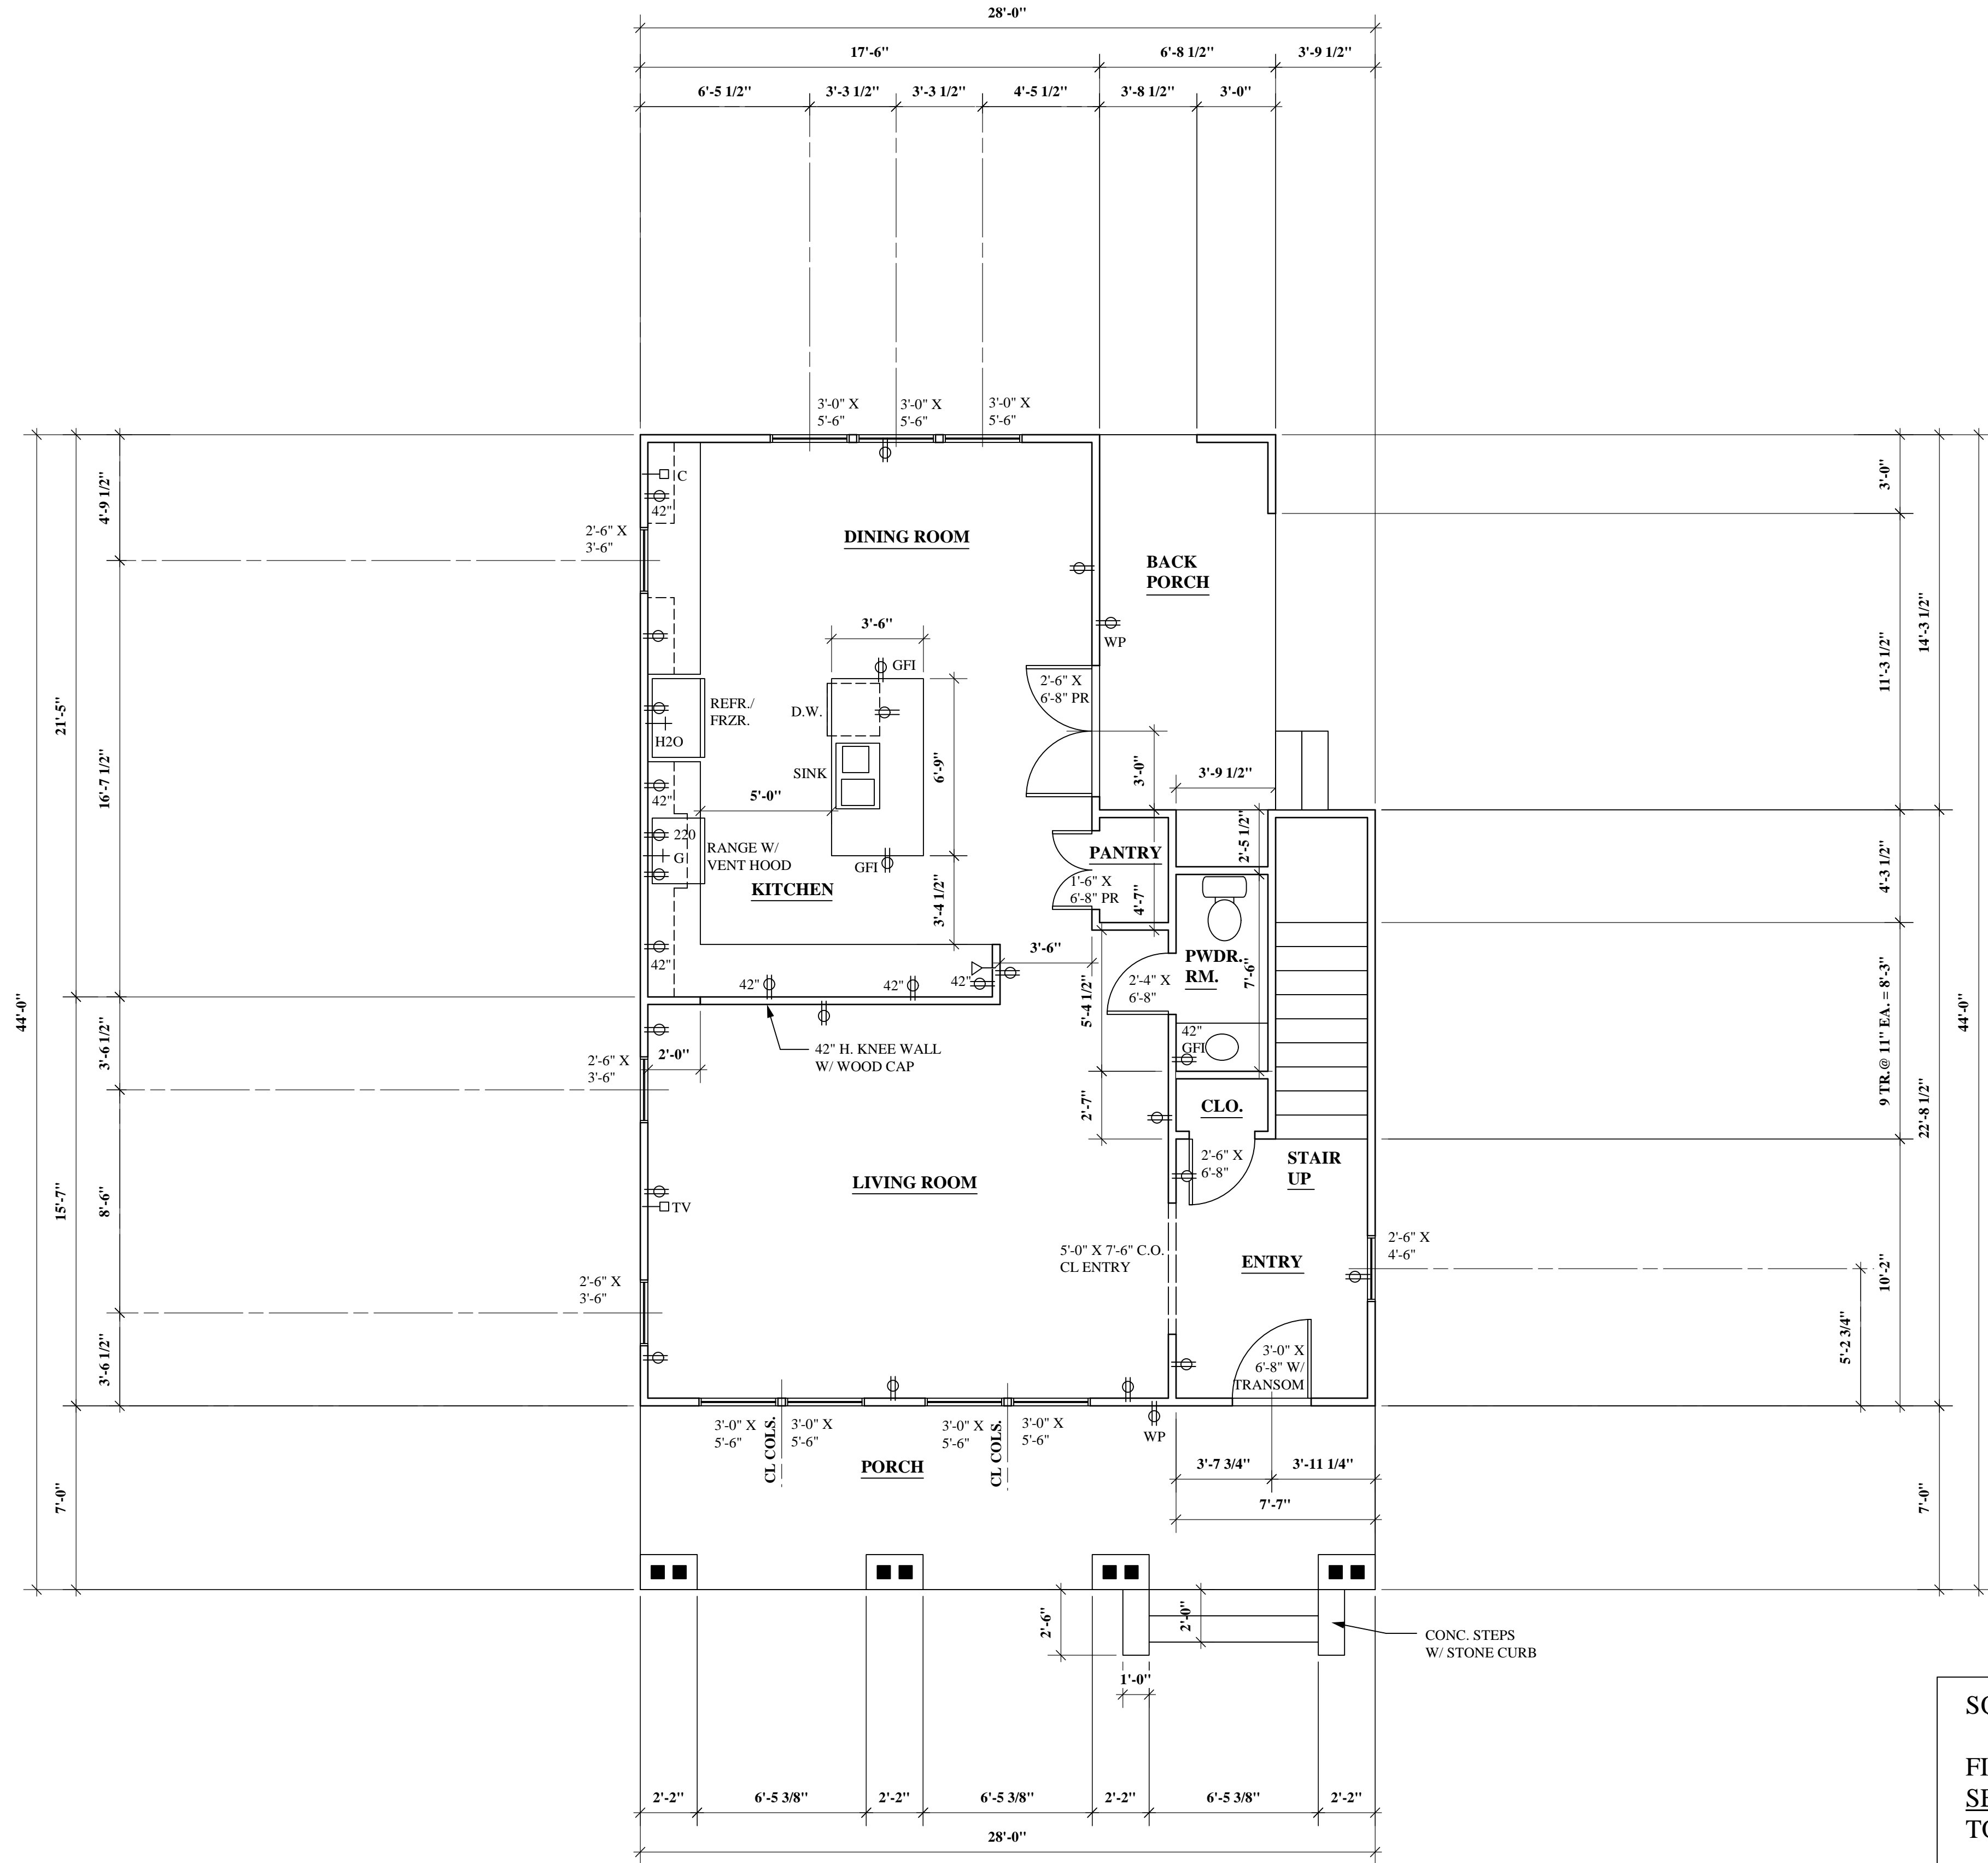 28'-0"
17'-6"
6'-8 1/2"
3'-9 1/2"
6'-5 1/2"
3'-3 1/2"
3'-3 1/2"
4'-5 1/2"
3'-8 1/2"
3'-0"
3'-0" X
5'-6"
3'-0" X
5'-6"
3'-0" X
5'-6"
4'-9 1/2"
3'-0"
C
42"
2'-6" X
3'-6"
DINING ROOM
BACK
PORCH
3'-6"
WP
GFI
14'-3 1/2"
11'-3 1/2"
21'-5"
16'-7 1/2"
REFR./
FRZR.
D.W.
2'-6" X
6'-8" PR
H2O
SINK
6'-9"
3'-0"
3'-9 1/2"
5'-0"
42"
220
G
RANGE W/
VENT HOOD
GFI
PANTRY
2'-5 1/2"
KITCHEN
1'-6" X
6'-8" PR
4'-7"
3'-4 1/2"
4'-3 1/2"
3'-6"
42"
42"
42"
42"
PWDR.
RM.
7'-6"
2'-4" X
6'-8"
5'-4 1/2"
44'-0"
44'-0"
9 TR.@ 11" EA. = 8'-3"
3'-6 1/2"
2'-6" X
3'-6"
2'-0"
42" H. KNEE WALL
W/ WOOD CAP
42"
GFI
2'-7"
CLO.
22'-8 1/2"
2'-6" X
6'-8"
STAIR
UP
LIVING ROOM
TV
15'-7"
8'-6"
5'-0" X 7'-6" C.O.
CL ENTRY
ENTRY
2'-6" X
4'-6"
10'-2"
2'-6" X
3'-6"
3'-6 1/2"
5'-2 3/4"
3'-0" X
6'-8" W/
TRANSOM
3'-0" X
5'-6"
CL COLS.
3'-0" X
5'-6"
3'-0" X
5'-6"
CL COLS.
3'-0" X
5'-6"
WP
PORCH
3'-7 3/4"
3'-11 1/4"
7'-7"
7'-0"
7'-0"
2'-6"
2'-0"
CONC. STEPS
W/ STONE CURB
1'-0"
2'-2"
6'-5 3/8"
2'-2"
6'-5 3/8"
2'-2"
6'-5 3/8"
2'-2"
28'-0"